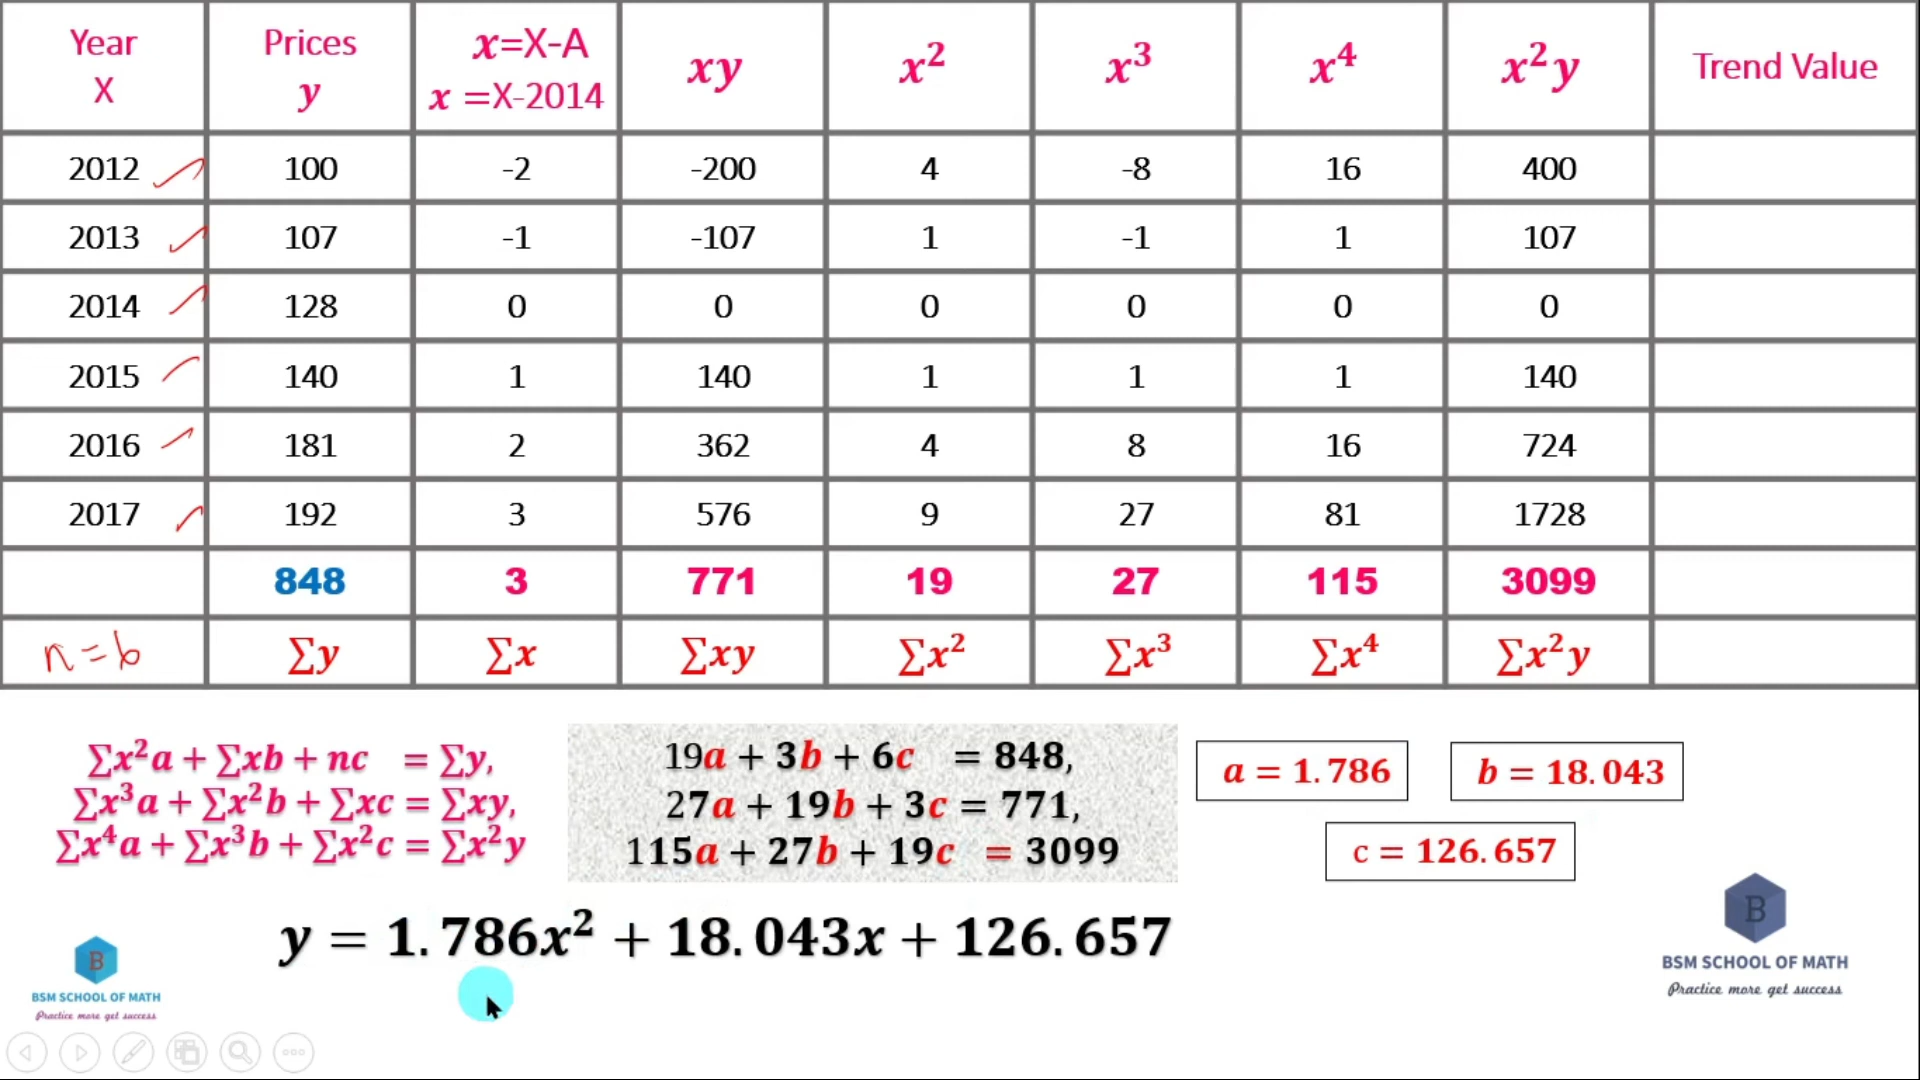 Year X | Prices y | x=X-A x =X-2014 | xy | x² | x³ | x⁴ | x²y | Trend Value
2012 | 100 | -2 | -200 | 4 | -8 | 16 | 400
2013 | 107 | -1 | -107 | 1 | -1 | 1 | 107
2014 | 128 | 0 | 0 | 0 | 0 | 0 | 0
2015 | 140 | 1 | 140 | 1 | 1 | 1 | 140
2016 | 181 | 2 | 362 | 4 | 8 | 16 | 724
2017 | 192 | 3 | 576 | 9 | 27 | 81 | 1728
848 | 3 | 771 | 19 | 27 | 115 | 3099
n=6 | ∑y | ∑x | ∑xy | ∑x² | ∑x³ | ∑x⁴ | ∑x²y
∑x²a + ∑xb + nc = ∑y,
∑x³a + ∑x²b + ∑xc = ∑xy,
∑x⁴a + ∑x³b + ∑x²c = ∑x²y
19a + 3b + 6c = 848,
27a + 19b + 3c = 771,
115a + 27b + 19c = 3099
a = 1.786
b = 18.043
c = 126.657
y = 1.786x² + 18.043x + 126.657
B
BSM SCHOOL OF MATH
Practice more get success
B
BSM SCHOOL OF MATH
Practice more get success